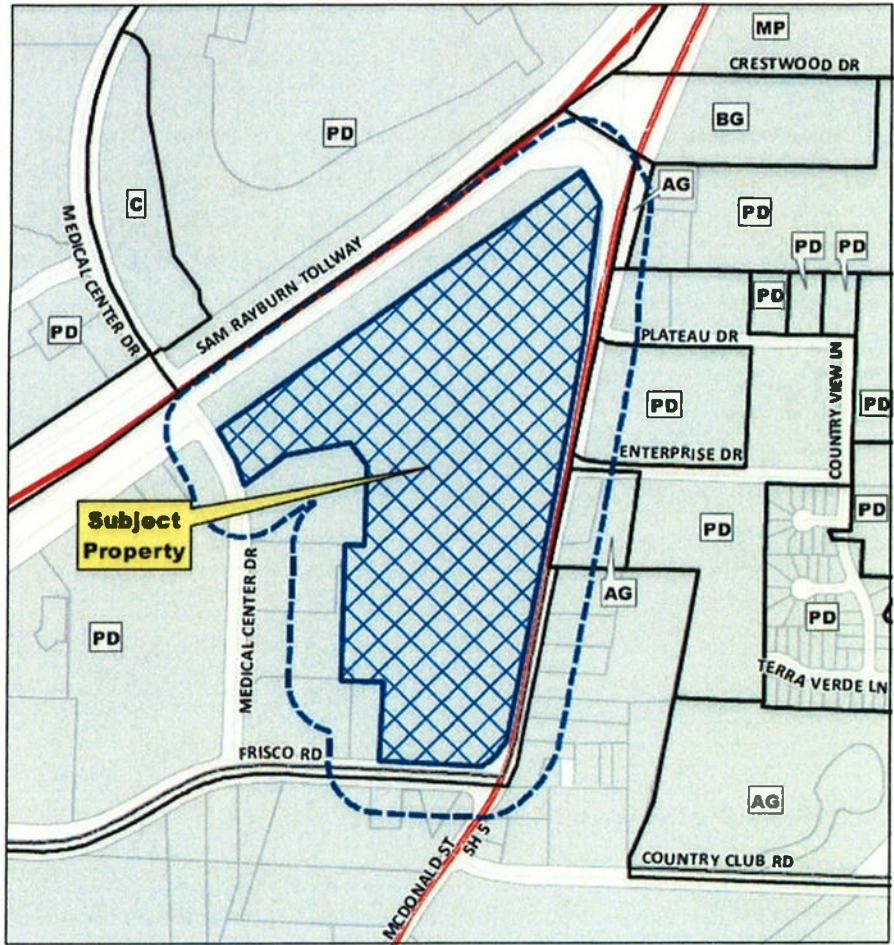 MP
CRESTWOOD DR
BG
PD
AG
C
PD
PD
PD
MEDICAL CENTER DR
SAM RAYBURN TOLLWAY
PD
PD
PLATEAU DR
COUNTRY VIEW LN
PD
PD
ENTERPRISE DR
Subject
Property
PD
PD
MEDICAL CENTER DR
AG
PD
PD
TERRA VERDE LN
FRISCO RD
AG
MCDONALD ST
SH 5
COUNTRY CLUB RD